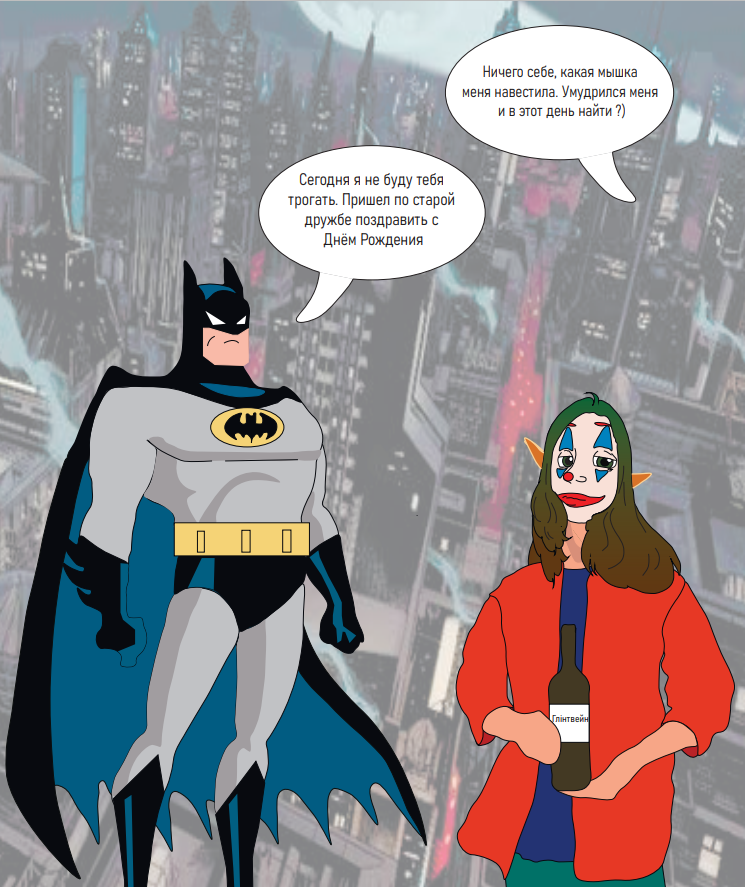 Ничего себе, какая мышка
меня навестила. Умудрился меня
и в этот день найти ?)
Сегодня я не буду тебя
трогать. Пришел по старой
дружбе поздравить с
Днём Рождения
Глінтвейн